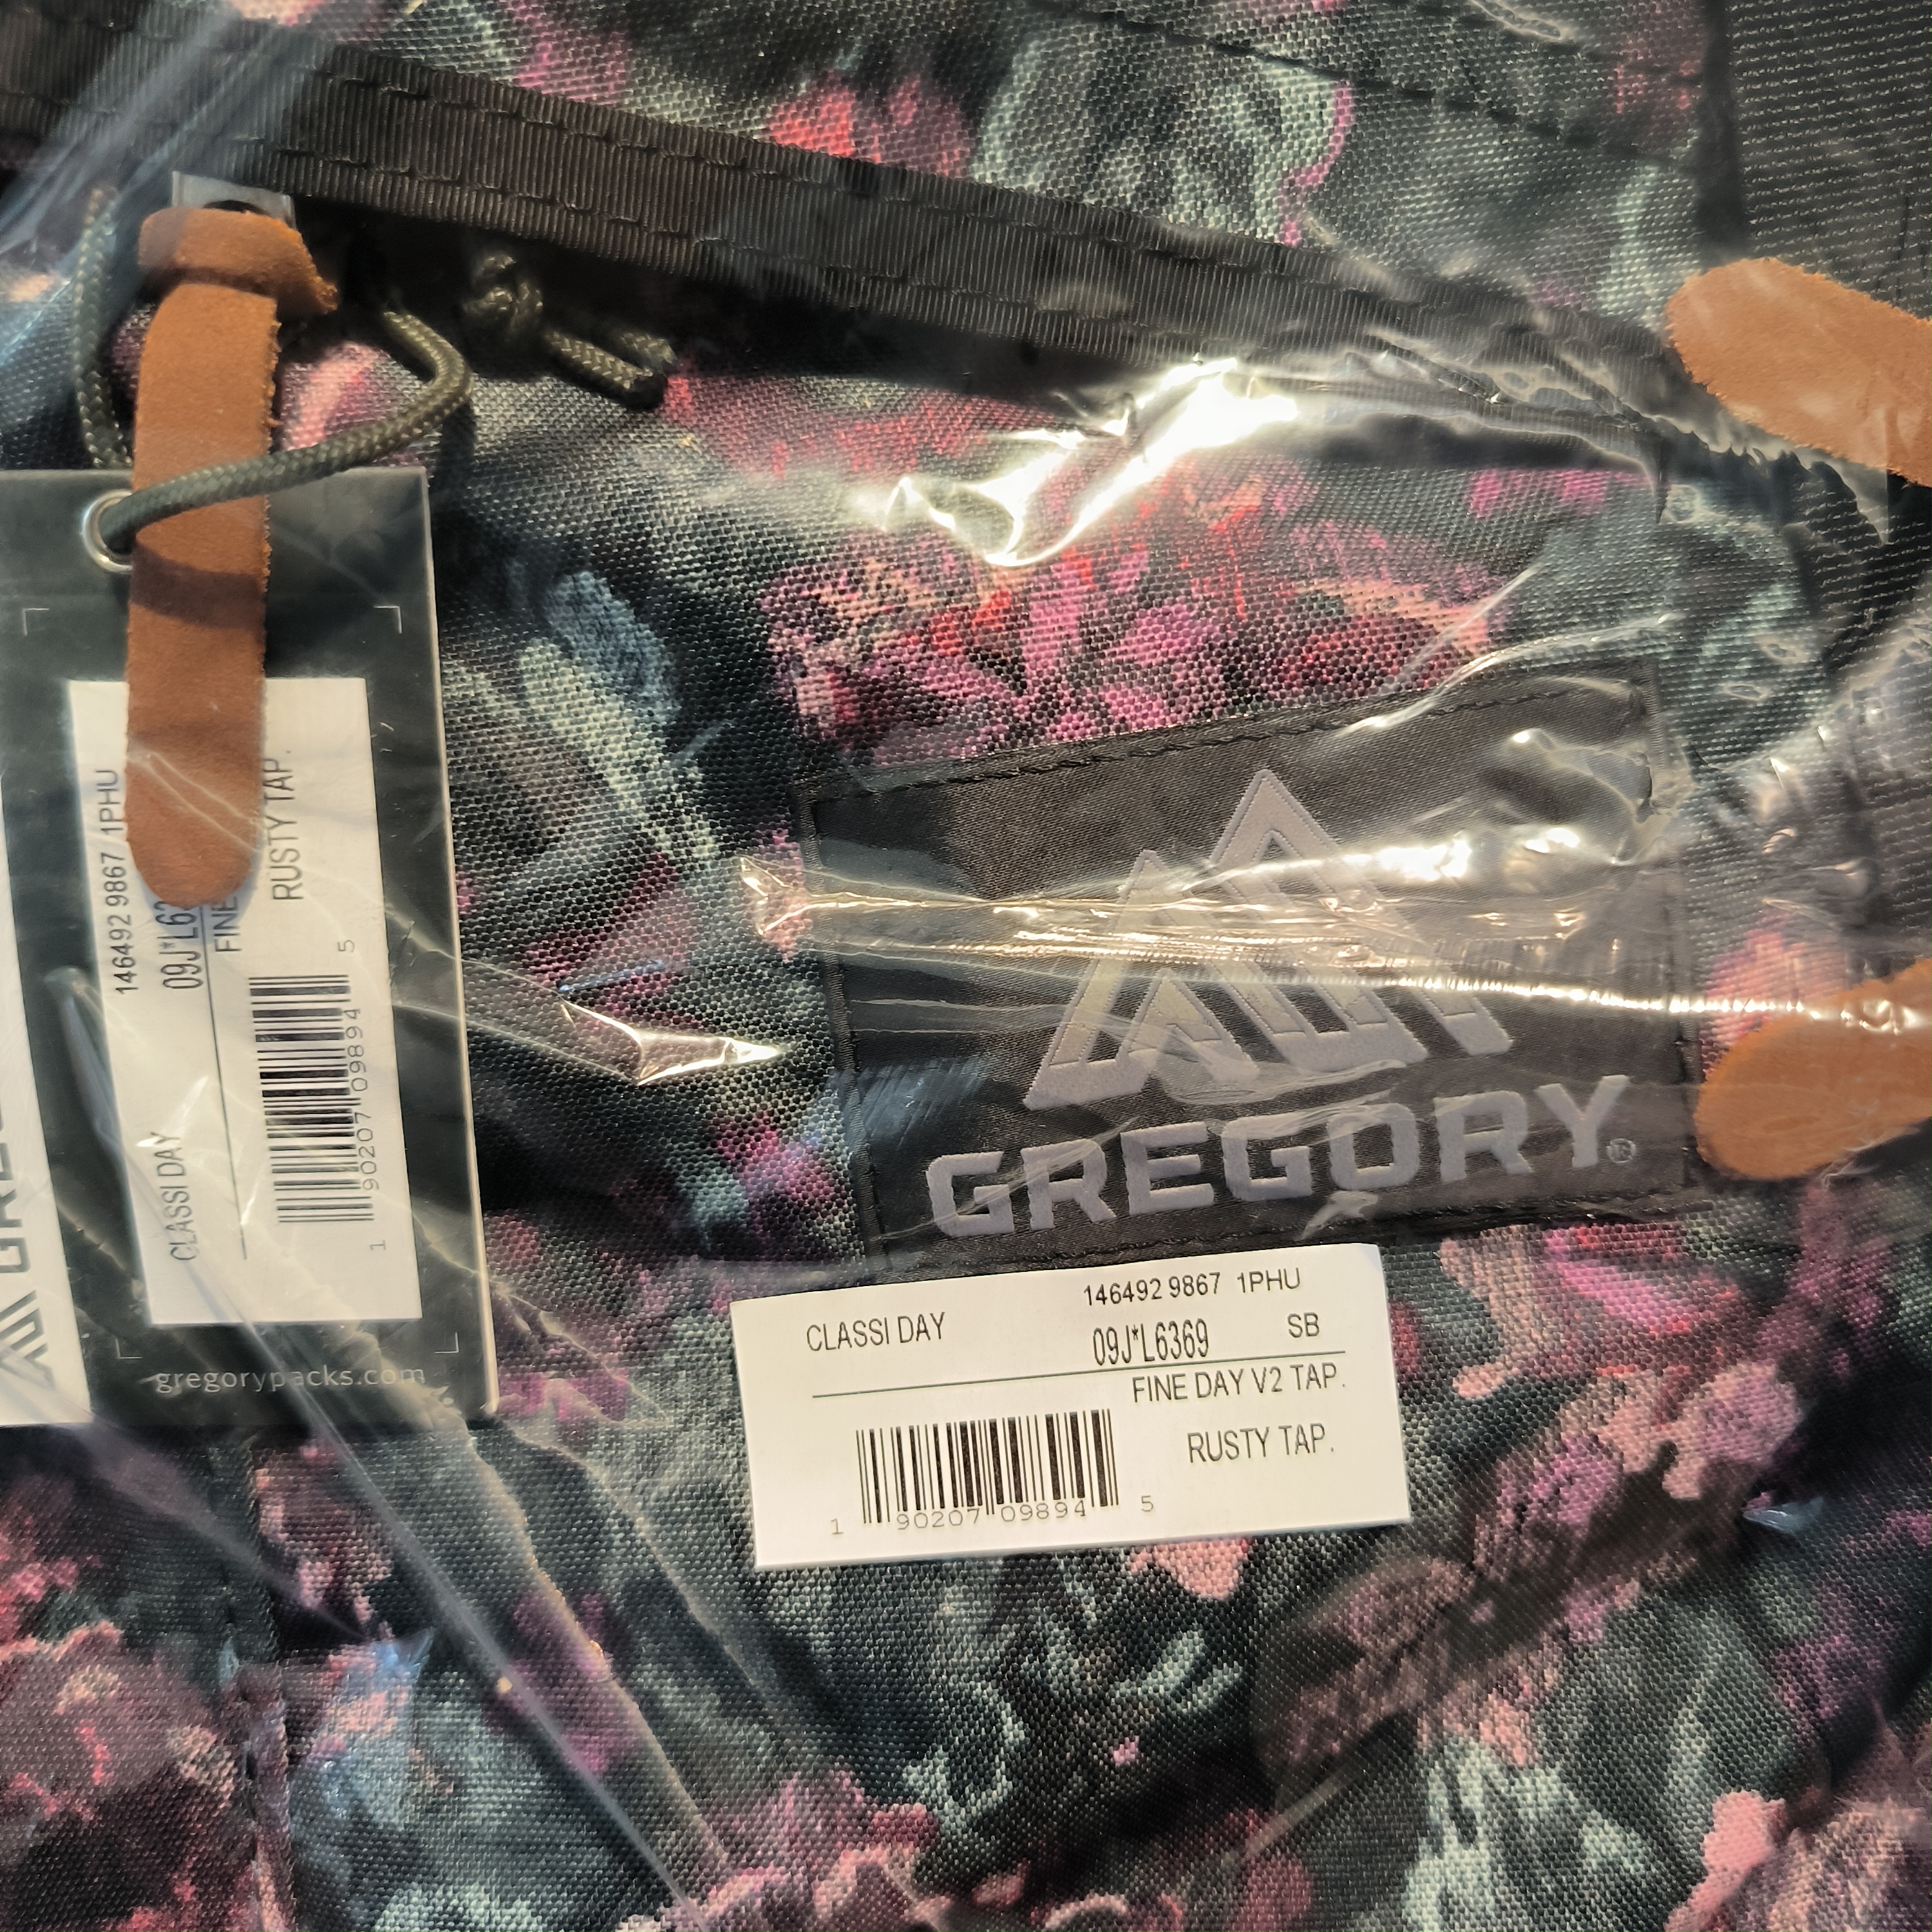 146492 9867 1PHU
CLASSI DAY 09J*L63
FINE
RUSTY TAP.
1 90207 09894 5
gregorypacks.com
GREGORY®
146492 9867 1PHU
CLASSI DAY 09J*L6369 SB
FINE DAY V2 TAP.
RUSTY TAP.
1 90207 09894 5